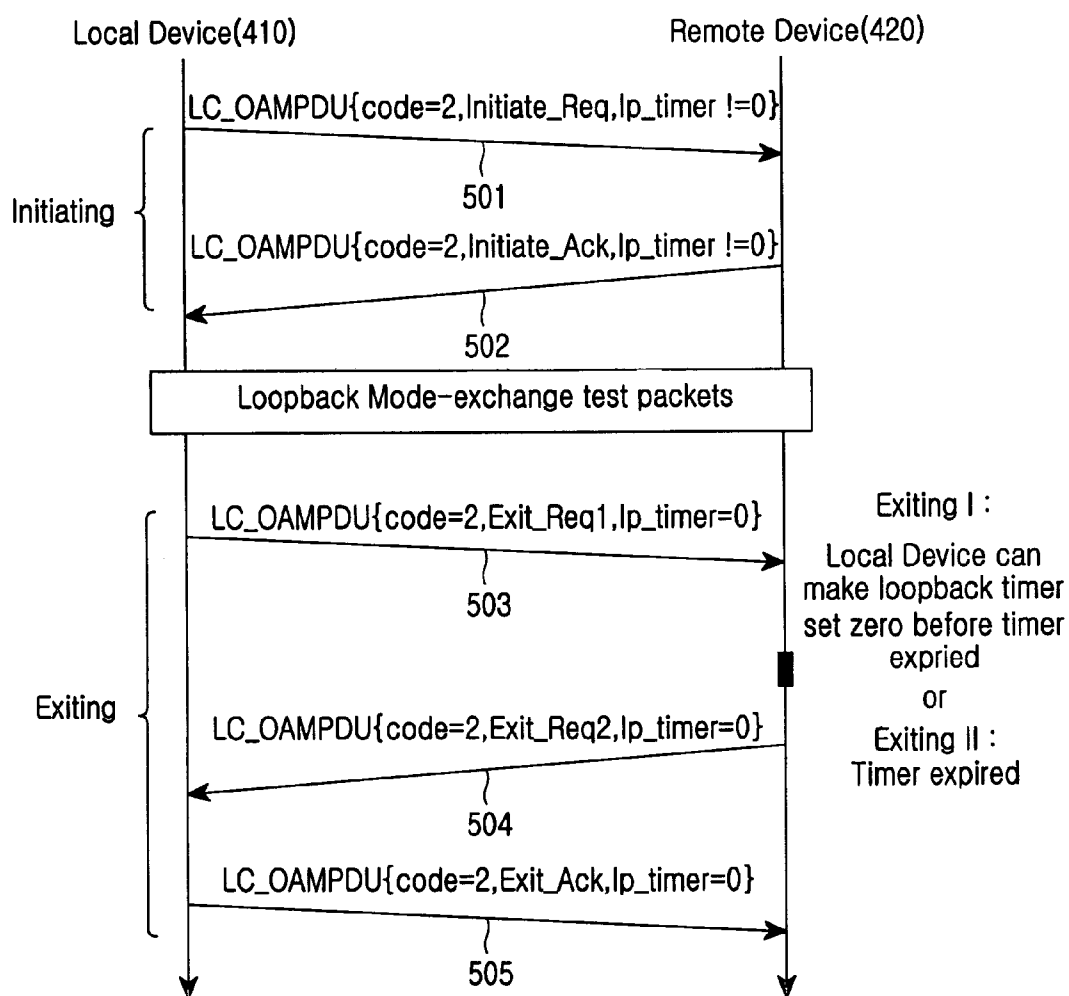 Local Device(410)
Remote Device(420)
LC_OAMPDU{code=2,Initiate_Req,lp_timer !=0}
501
Initiating
LC_OAMPDU{code=2,Initiate_Ack,lp_timer !=0}
502
Loopback Mode-exchange test packets
LC_OAMPDU{code=2,Exit_Req1,lp_timer=0}
503
Exiting I :
Local Device can
make loopback timer
set zero before timer
expried
or
Exiting II :
Timer expired
Exiting
LC_OAMPDU{code=2,Exit_Req2,lp_timer=0}
504
LC_OAMPDU{code=2,Exit_Ack,lp_timer=0}
505